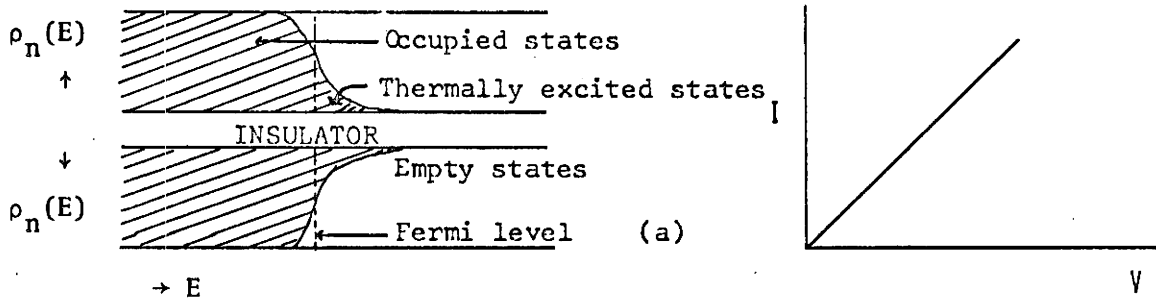 ρn(E)
Occupied states
↑
Thermally excited states
INSULATOR
↓
Empty states
ρn(E)
Fermi level
(a)
→ E
I
V